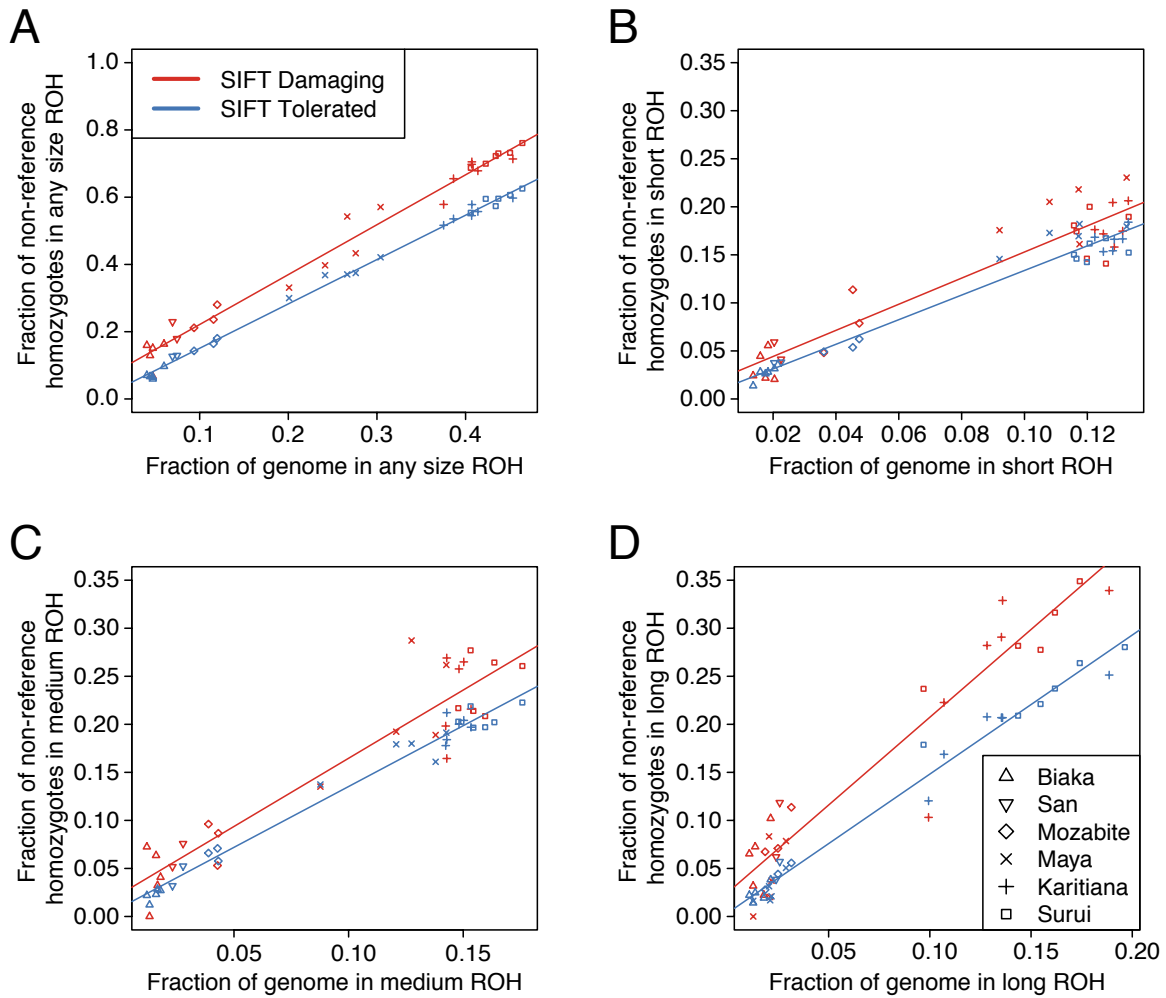 A
Fraction of non-reference
homozygotes in any size ROH
1.0
0.8
0.6
0.4
0.2
0.0
SIFT Damaging
SIFT Tolerated
0.1
0.2
0.3
0.4
Fraction of genome in any size ROH
B
Fraction of non-reference
homozygotes in short ROH
0.35
0.30
0.25
0.20
0.15
0.10
0.05
0.00
0.02
0.04
0.06
0.08
0.10
0.12
Fraction of genome in short ROH
C
Fraction of non-reference
homozygotes in medium ROH
0.35
0.30
0.25
0.20
0.15
0.10
0.05
0.00
0.05
0.10
0.15
Fraction of genome in medium ROH
D
Fraction of non-reference
homozygotes in long ROH
0.35
0.30
0.25
0.20
0.15
0.10
0.05
0.00
Biaka
San
Mozabite
Maya
Karitiana
Surui
0.05
0.10
0.15
0.20
Fraction of genome in long ROH